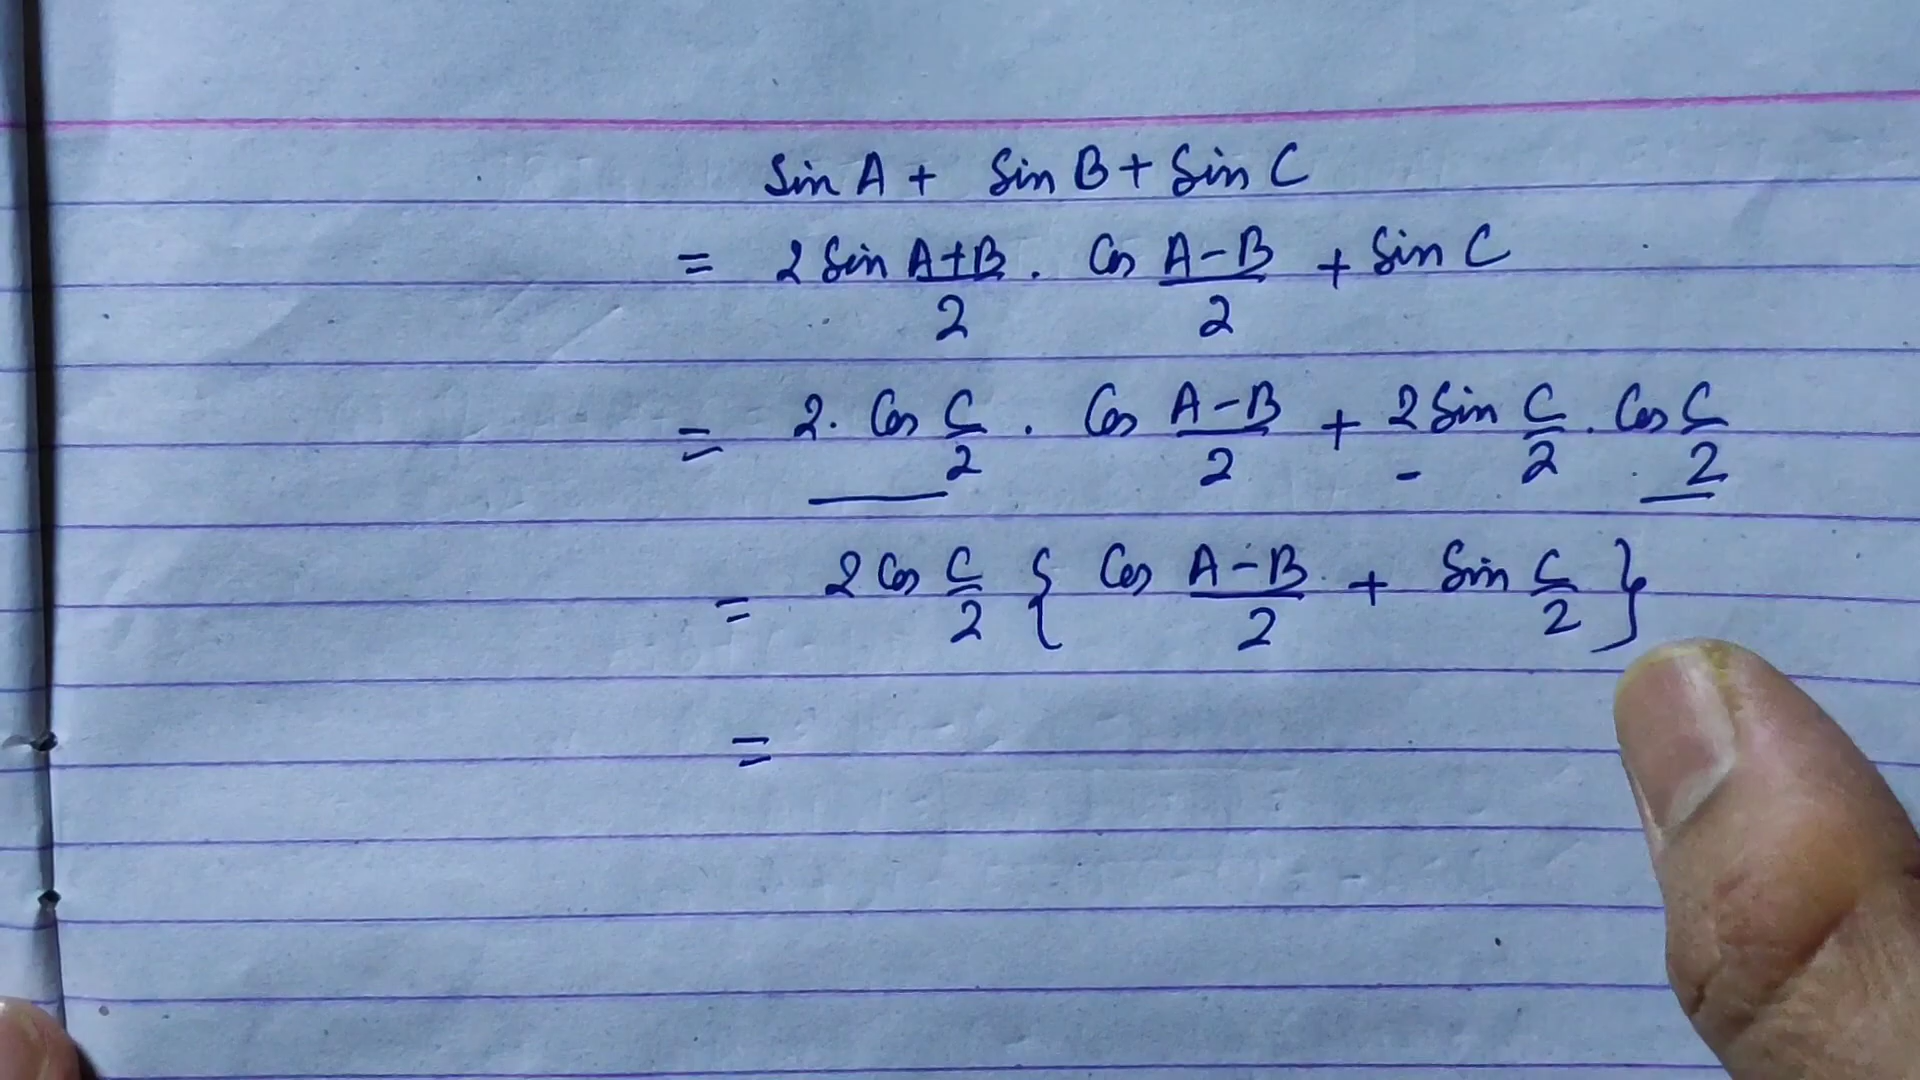 Sin A + Sin B + Sin C
= 2 Sin (A+B)/2 . Cos (A-B)/2 + Sin C
= 2. Cos C/2 . Cos (A-B)/2 + 2 Sin C/2 . Cos C/2
= 2 Cos C/2 { Cos (A-B)/2 + Sin C/2 }
=